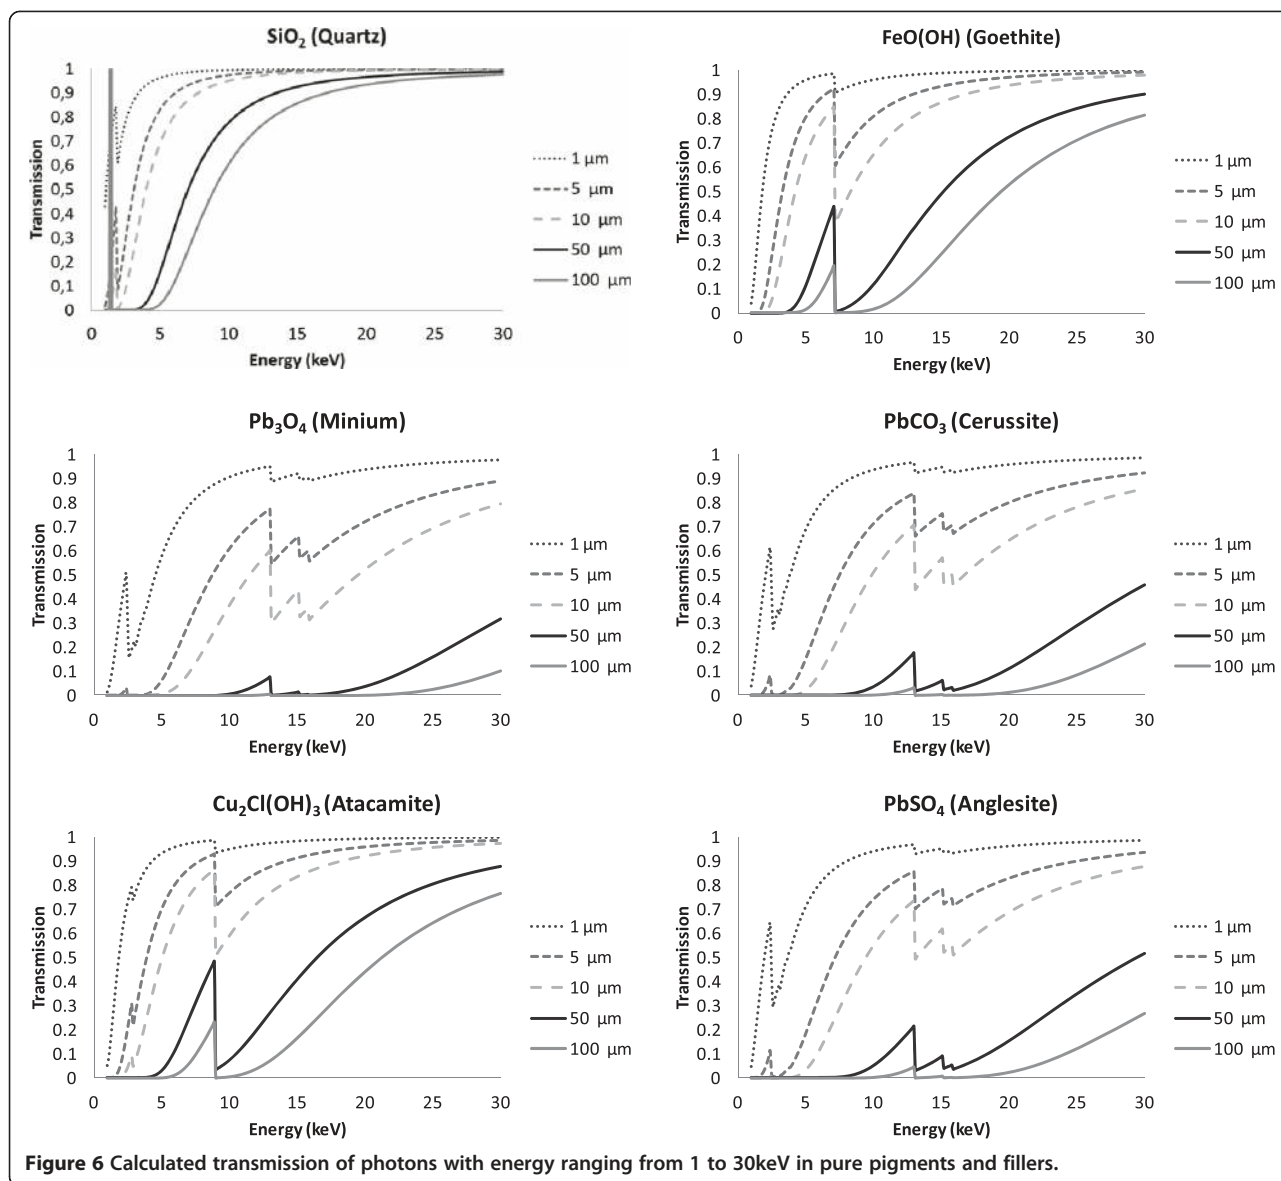 SiO2 (Quartz)
1
0,9
0,8
0,7
0,6
0,5
0,4
0,3
0,2
0,1
0
Transmission
0 5 10 15 20 25 30
Energy (keV)
1 µm
5 µm
10 µm
50 µm
100 µm
FeO(OH) (Goethite)
1
0.9
0.8
0.7
0.6
0.5
0.4
0.3
0.2
0.1
0
Transmission
0 5 10 15 20 25 30
Energy (keV)
1 µm
5 µm
10 µm
50 µm
100 µm
Pb3O4 (Minium)
1
0.9
0.8
0.7
0.6
0.5
0.4
0.3
0.2
0.1
0
Transmission
0 5 10 15 20 25 30
Energy (keV)
1 µm
5 µm
10 µm
50 µm
100 µm
PbCO3 (Cerussite)
1
0.9
0.8
0.7
0.6
0.5
0.4
0.3
0.2
0.1
0
Transmission
0 5 10 15 20 25 30
Energy (keV)
1 µm
5 µm
10 µm
50 µm
100 µm
Cu2Cl(OH)3 (Atacamite)
1
0.9
0.8
0.7
0.6
0.5
0.4
0.3
0.2
0.1
0
Transmission
0 5 10 15 20 25 30
Energy (keV)
1 µm
5 µm
10 µm
50 µm
100 µm
PbSO4 (Anglesite)
1
0.9
0.8
0.7
0.6
0.5
0.4
0.3
0.2
0.1
0
Transmission
0 5 10 15 20 25 30
Energy (keV)
1 µm
5 µm
10 µm
50 µm
100 µm
Figure 6 Calculated transmission of photons with energy ranging from 1 to 30keV in pure pigments and fillers.